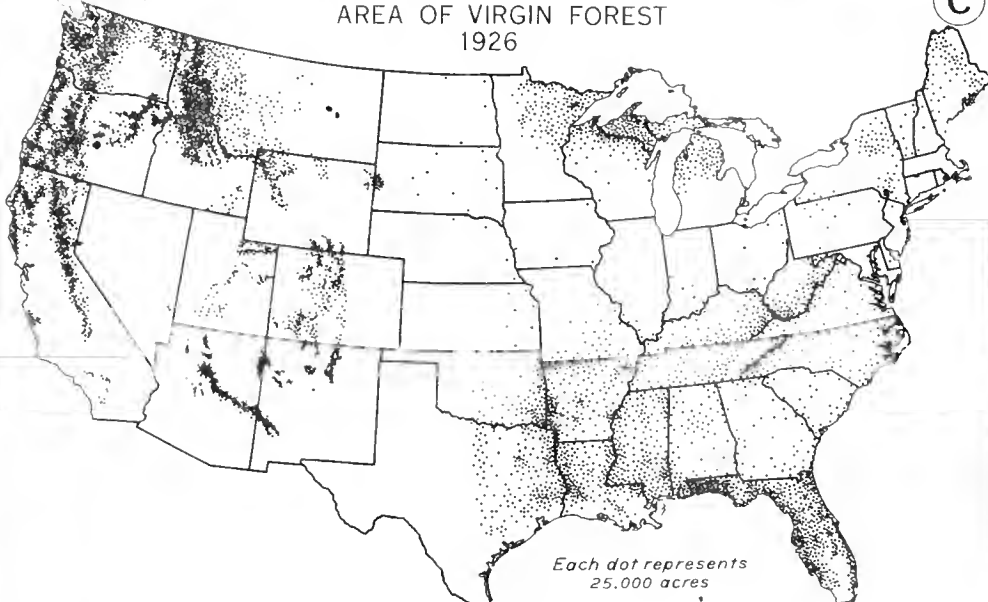 AREA OF VIRGIN FOREST
1926
C
Each dot represents
25,000 acres